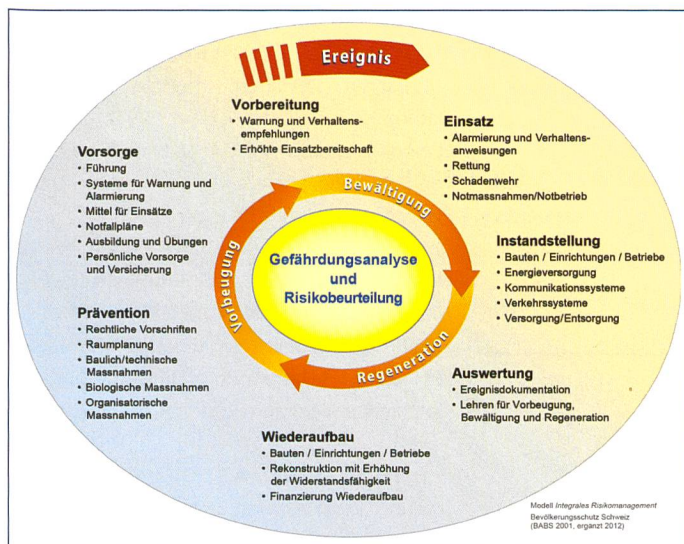 Ereignis
Vorbereitung
• Warnung und Verhaltens-
empfehlungen
• Erhöhte Einsatzbereitschaft
Einsatz
• Alarmierung und Verhaltens-
anweisungen
• Rettung
• Schadenwehr
• Notmassnahmen/Notbetrieb
Vorsorge
• Führung
• Systeme für Warnung und
Alarmierung
• Mittel für Einsätze
• Notfallpläne
• Ausbildung und Übungen
• Persönliche Vorsorge
und Versicherung
Bewältigung
Vorbeugung
Regeneration
Gefährdungsanalyse
und
Risikobeurteilung
Instandstellung
• Bauten / Einrichtungen / Betriebe
• Energieversorgung
• Kommunikationssysteme
• Verkehrssysteme
• Versorgung/Entsorgung
Prävention
• Rechtliche Vorschriften
• Raumplanung
• Baulich/technische
Massnahmen
• Biologische Massnahmen
• Organisatorische
Massnahmen
Auswertung
• Ereignisdokumentation
• Lehren für Vorbeugung,
Bewältigung und Regeneration
Wiederaufbau
• Bauten / Einrichtungen / Betriebe
• Rekonstruktion mit Erhöhung
der Widerstandsfähigkeit
• Finanzierung Wiederaufbau
Modell Integrales Risikomanagement
Bevölkerungsschutz Schweiz
(BABS 2001, ergänzt 2012)